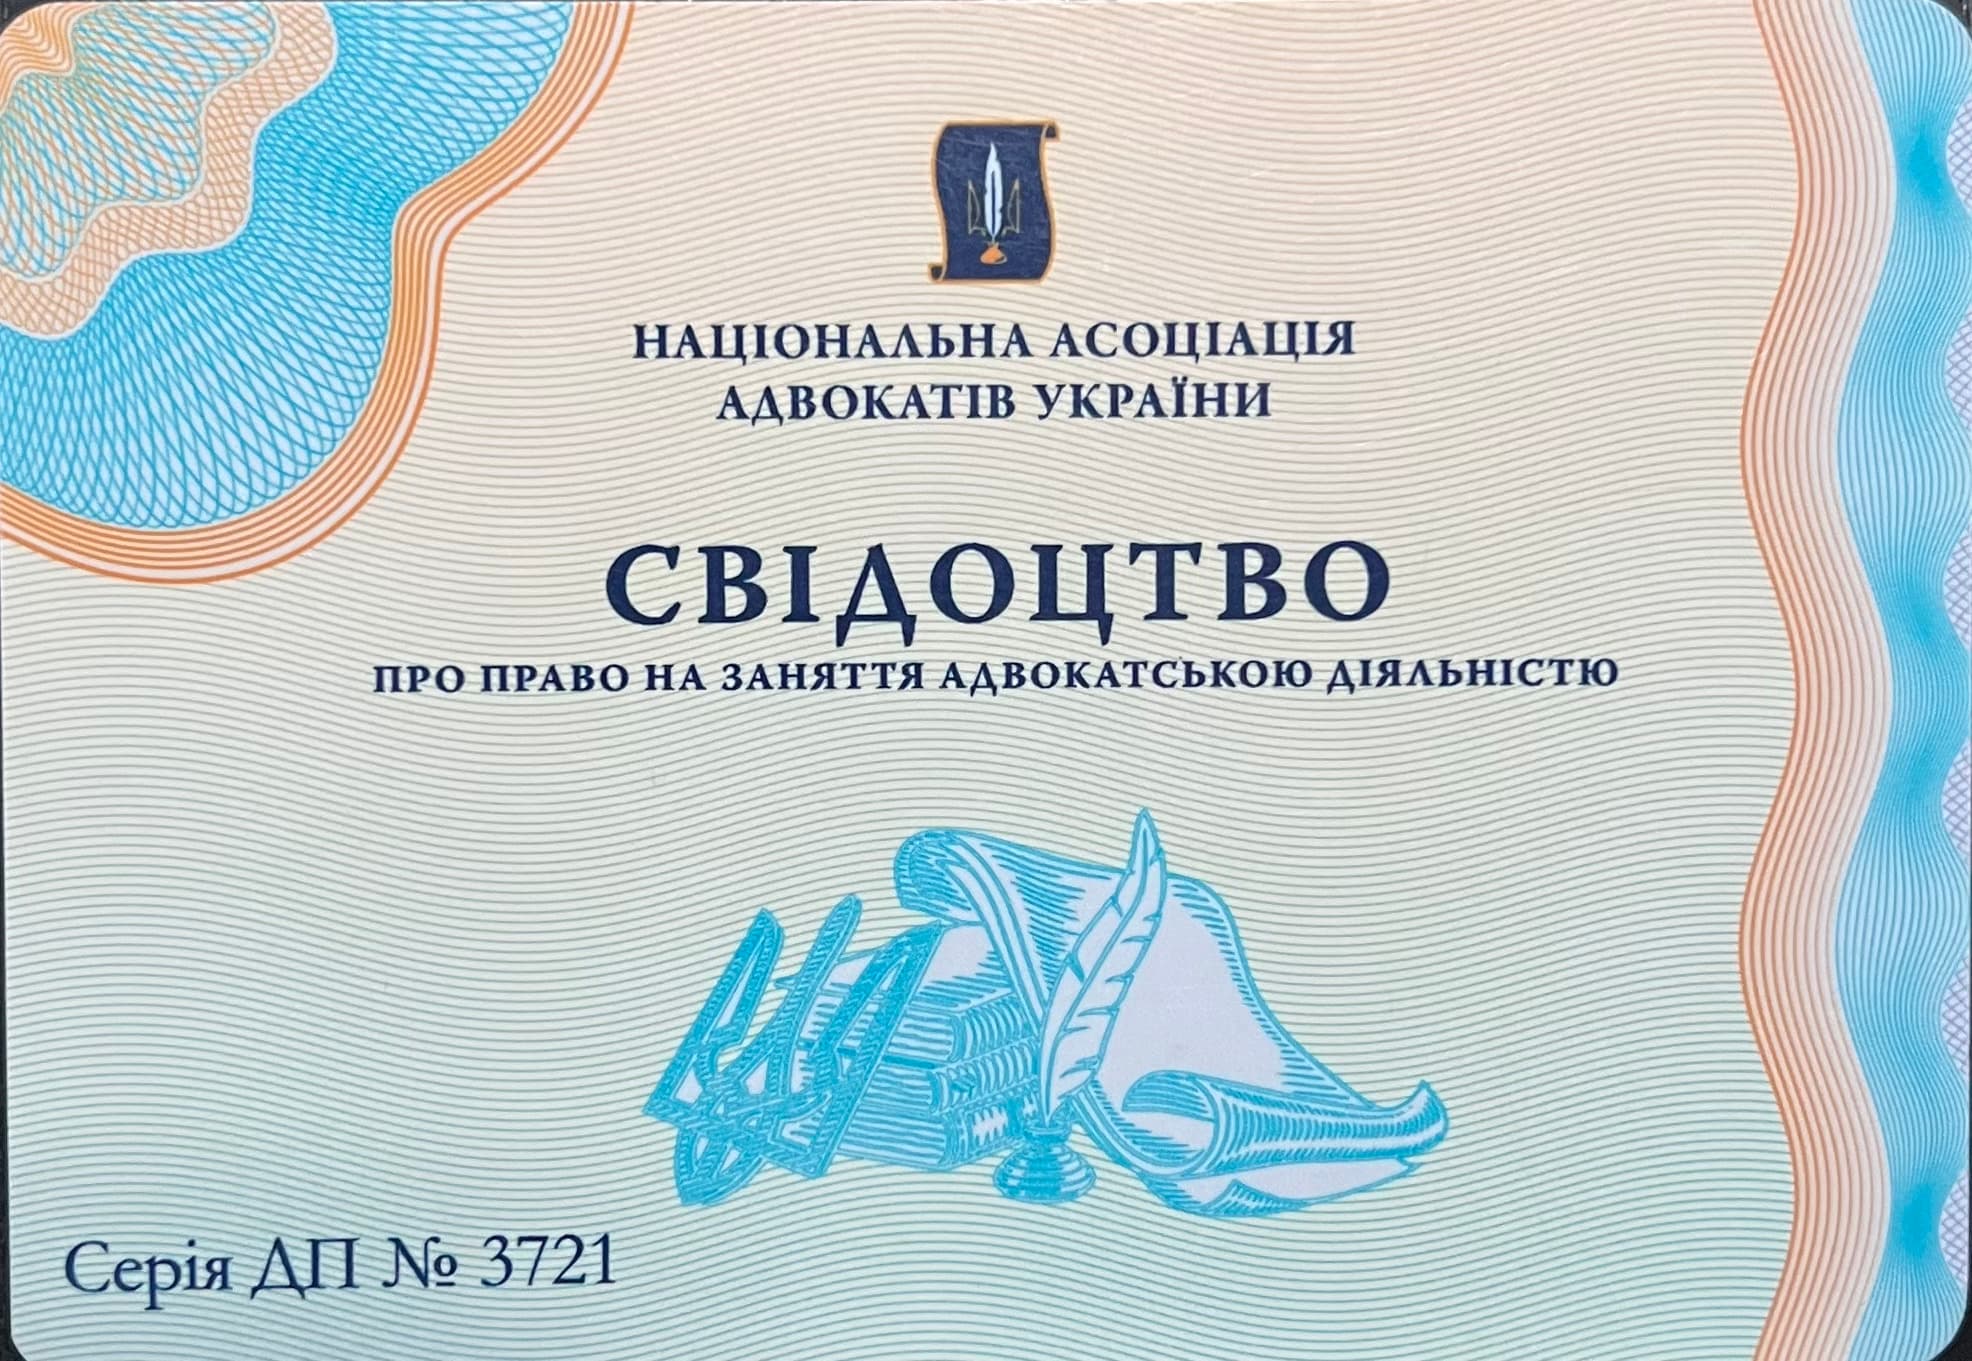 НАЦІОНАЛЬНА АСОЦІАЦІЯ
АДВОКАТІВ УКРАЇНИ
СВІДОЦТВО
ПРО ПРАВО НА ЗАНЯТТЯ АДВОКАТСЬКОЮ ДІЯЛЬНІСТЮ
Серія ДП № 3721